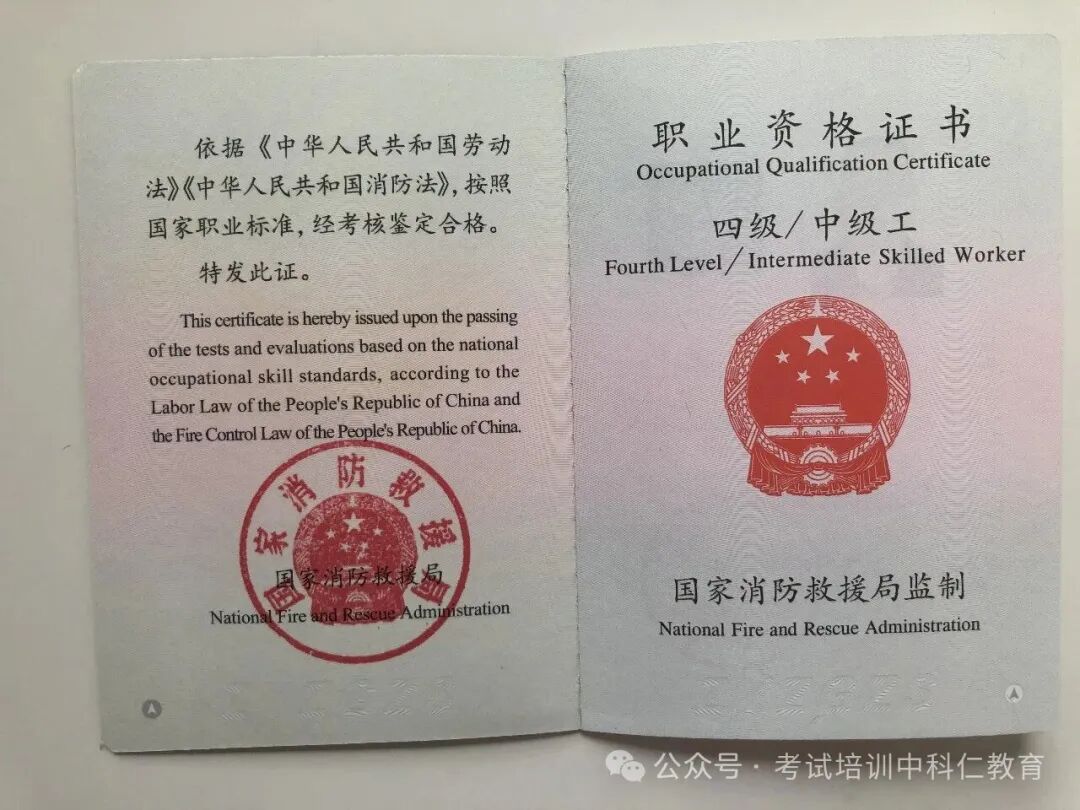 依据《中华人民共和国劳动
法》《中华人民共和国消防法》，按照
国家职业标准，经考核鉴定合格。
特发此证。
This certificate is hereby issued upon the passing
of the tests and evaluations based on the national
occupational skill standards, according to the
Labor Law of the People's Republic of China and
the Fire Control Law of the People's Republic of China.
国家消防救援局
国家消防救援局
National Fire and Rescue Administration
职业资格证书
Occupational Qualification Certificate
四级/中级工
Fourth Level/Intermediate Skilled Worker
国家消防救援局监制
National Fire and Rescue Administration
公众号·考试培训中科仁教育